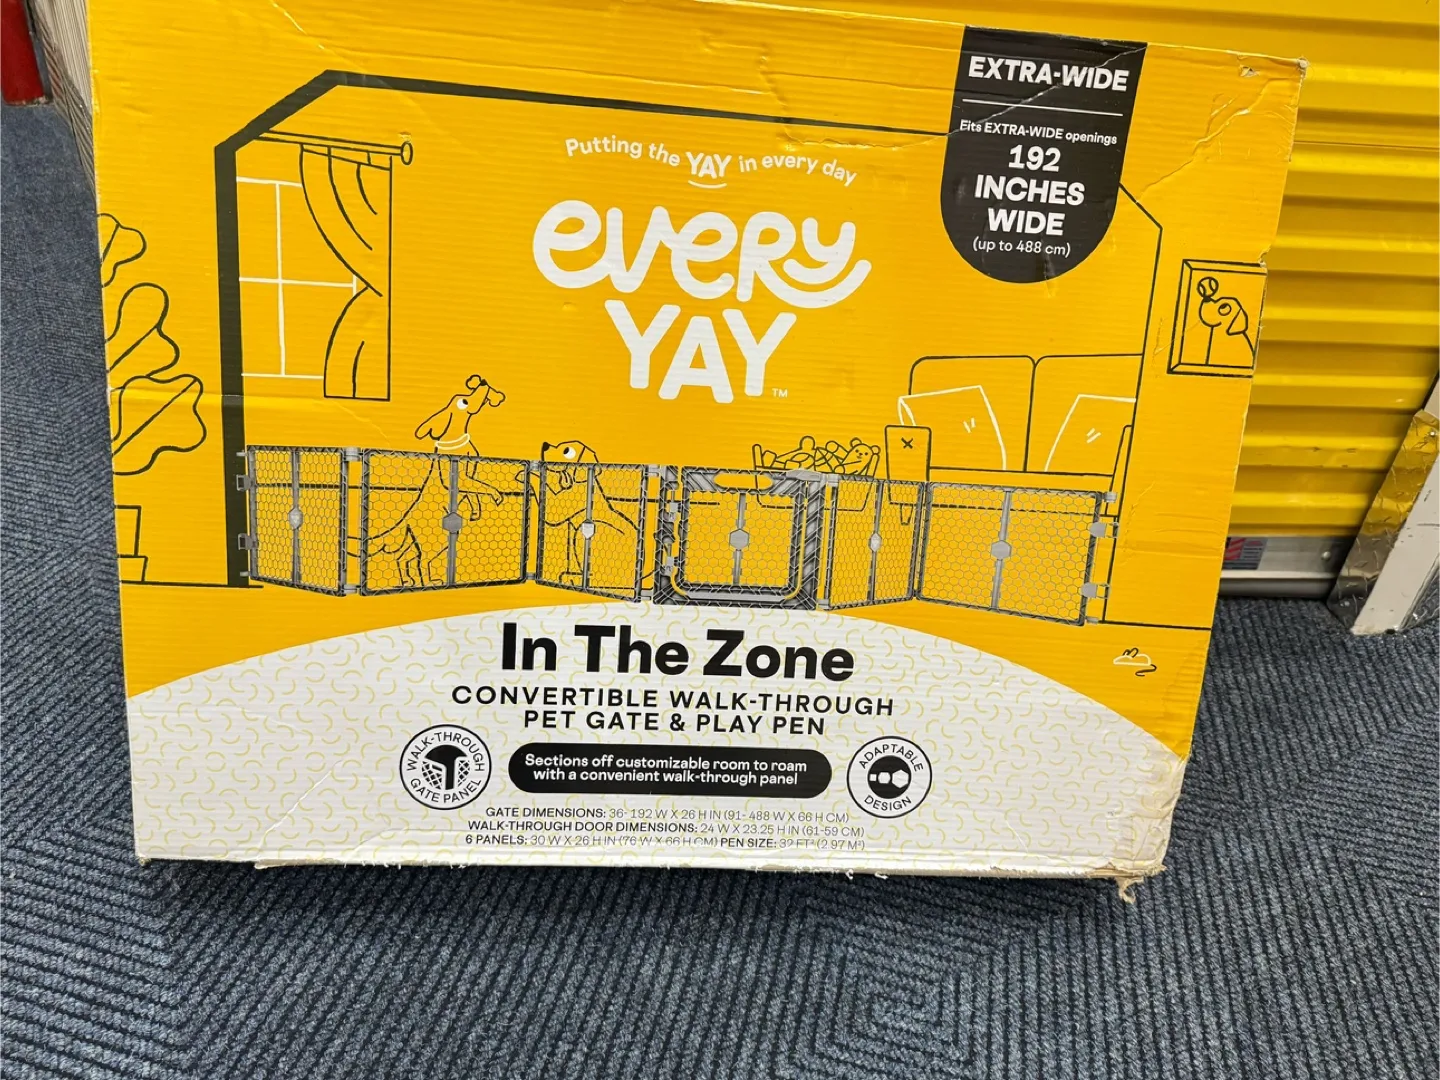 EXTRA-WIDE
Fits EXTRA-WIDE openings
192
INCHES
WIDE
(up to 488 cm)
Putting the YAY in every day
every
YAY™
In The Zone
CONVERTIBLE WALK-THROUGH
PET GATE & PLAY PEN
WALK-THROUGH
GATE PANEL
Sections off customizable room to roam
with a convenient walk-through panel
ADAPTABLE
DESIGN
GATE DIMENSIONS: 36-192 W X 26 H IN (91-488 W X 66 H CM)
WALK-THROUGH DOOR DIMENSIONS: 24 W X 23.25 H IN (61-59 CM)
6 PANELS: 30 W X 26 H IN (76 W X 66 H CM) PEN SIZE: 32 FT² (2.97 M²)